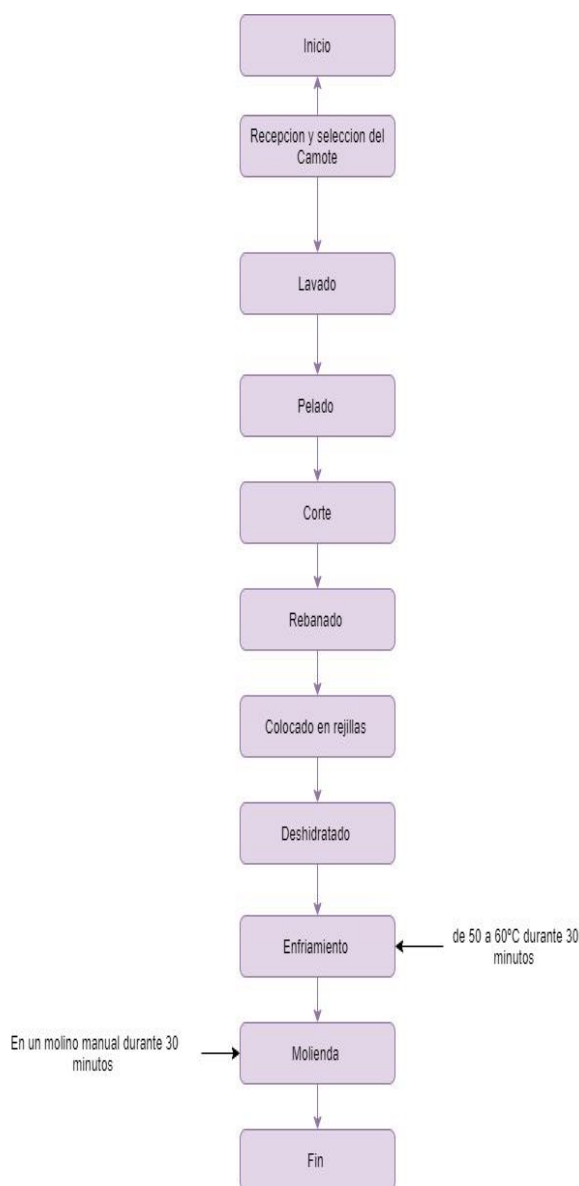 Inicio
Recepcion y seleccion del
Camote
Lavado
Pelado
Corte
Rebanado
Colocado en rejillas
Deshidratado
Enfriamiento
de 50 a 60ºC durante 30
minutos
En un molino manual durante 30
minutos
Molienda
Fin